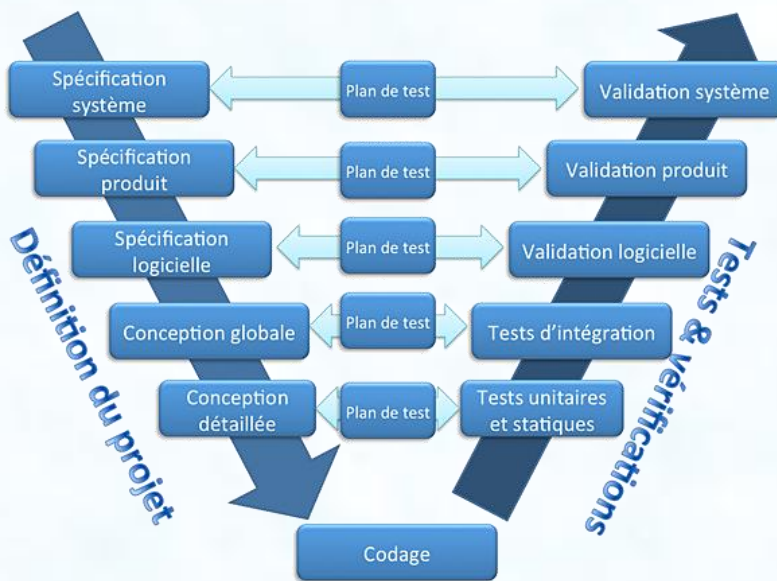 Spécification
système
Plan de test
Validation système
Spécification
produit
Plan de test
Validation produit
Spécification
logicielle
Plan de test
Validation logicielle
Conception globale
Plan de test
Tests d'intégration
Conception
détaillée
Plan de test
Tests unitaires
et statiques
Codage
Définition du projet
Tests & vérifications